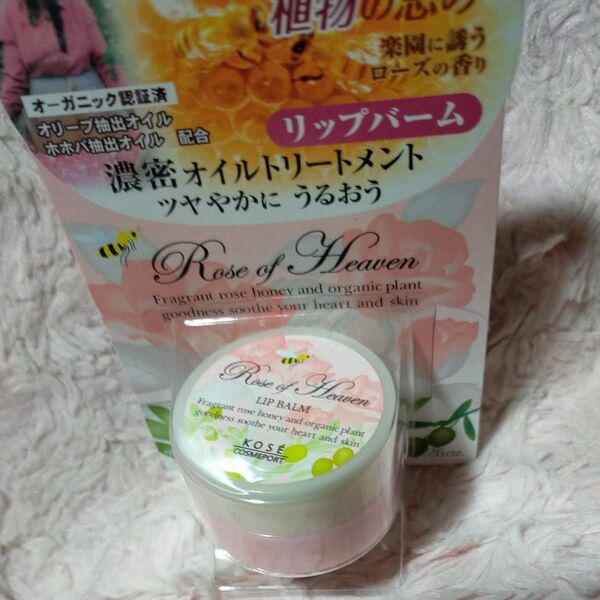 植物の恵み
楽園に誘う
ローズの香り
オーガニック認証済
オリーブ抽出オイル
ホホバ抽出オイル 配合
リップバーム
濃密オイルトリートメント
ツヤやかに うるおう
Rose of Heaven
Fragrant rose honey and organic plant
goodness soothe your heart and skin
Rose of Heaven
LIP BALM
Fragrant rose honey and organic plant
goodness soothe your heart and skin
KOSÉ
COSMEPORT
oz.